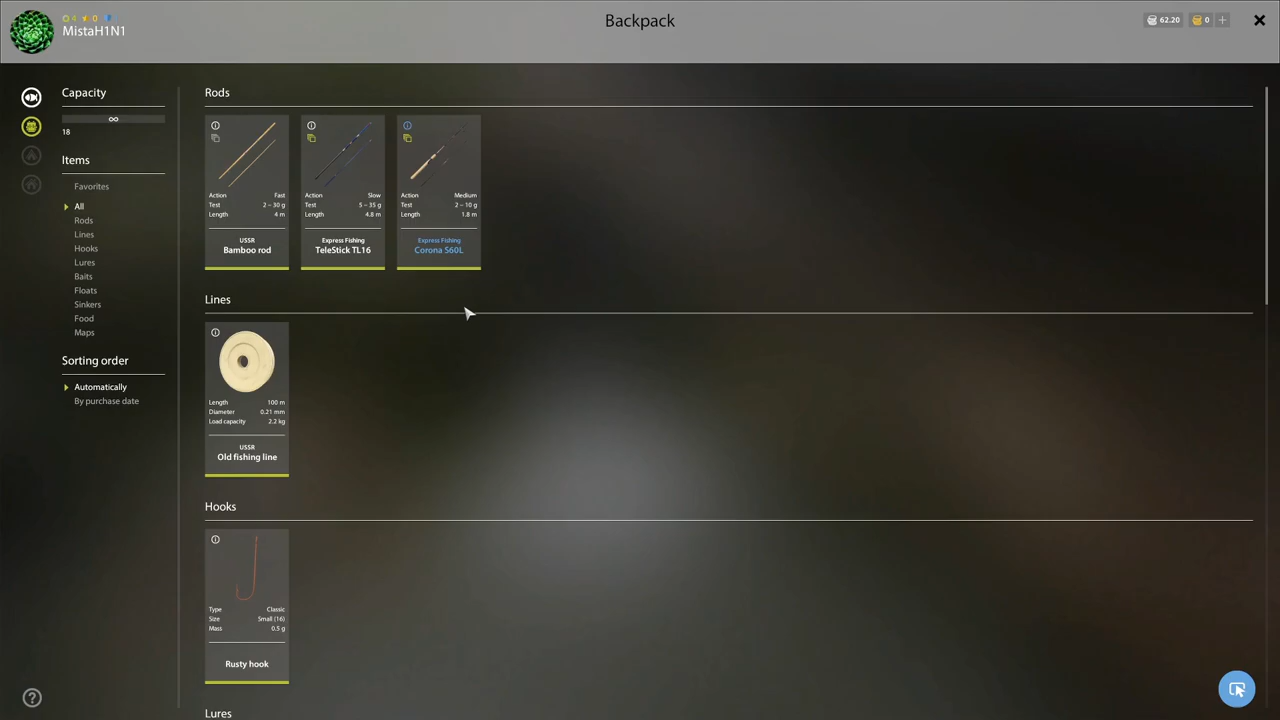 4 0
MistaH1N1
Backpack
62.20
0
Capacity
∞
18
Items
Favorites
All
Rods
Lines
Hooks
Lures
Baits
Floats
Sinkers
Food
Maps
Sorting order
Automatically
By purchase date
Rods
Action Fast
Test 2 – 30 g
Length 4 m
USSR
Bamboo rod
Action Slow
Test 5 – 35 g
Length 4.8 m
Express Fishing
TeleStick TL16
Action Medium
Test 2 – 10 g
Length 1.8 m
Express Fishing
Corona S60L
Lines
Length 100 m
Diameter 0.21 mm
Load capacity 2.2 kg
USSR
Old fishing line
Hooks
Type Classic
Size Small (16)
Mass 0.5 g
Rusty hook
Lures